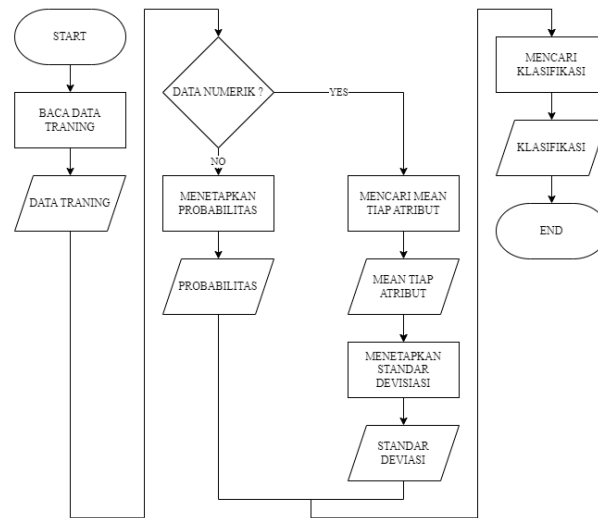 START
BACA DATA
TRANING
DATA TRANING
DATA NUMERIK ?
YES
NO
MENETAPKAN
PROBABILITAS
PROBABILITAS
MENCARI MEAN
TIAP ATRIBUT
MEAN TIAP
ATRIBUT
MENETAPKAN
STANDAR
DEVISIASI
STANDAR
DEVIASI
MENCARI
KLASIFIKASI
KLASIFIKASI
END